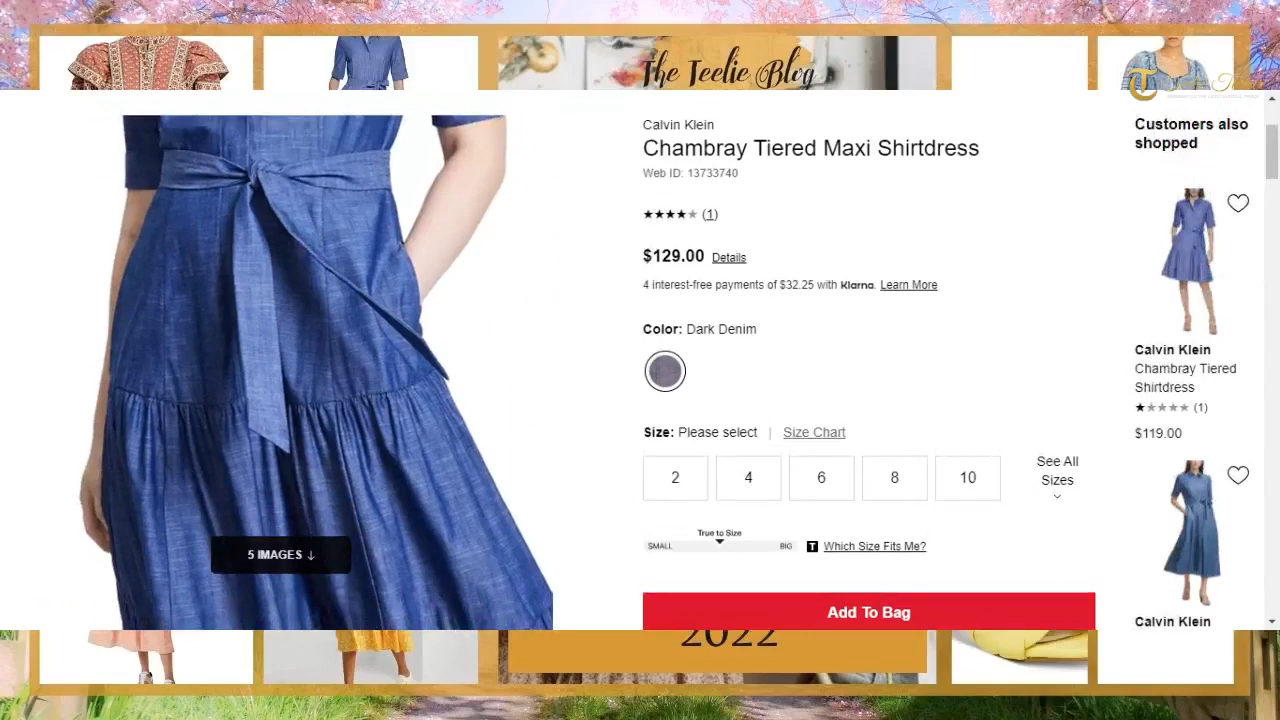 The Teelie Blog
Calvin Klein
Chambray Tiered Maxi Shirtdress
Web ID: 13733740
★★★★★ (1)
$129.00 Details
4 interest-free payments of $32.25 with Klarna. Learn More
Color: Dark Denim
Size: Please select | Size Chart
2 4 6 8 10
See All
Sizes
True to Size
SMALL BIG
T Which Size Fits Me?
Add To Bag
5 IMAGES ↓
Customers also
shopped
Calvin Klein
Chambray Tiered
Shirtdress
★★★★★ (1)
$119.00
Calvin Klein
2022